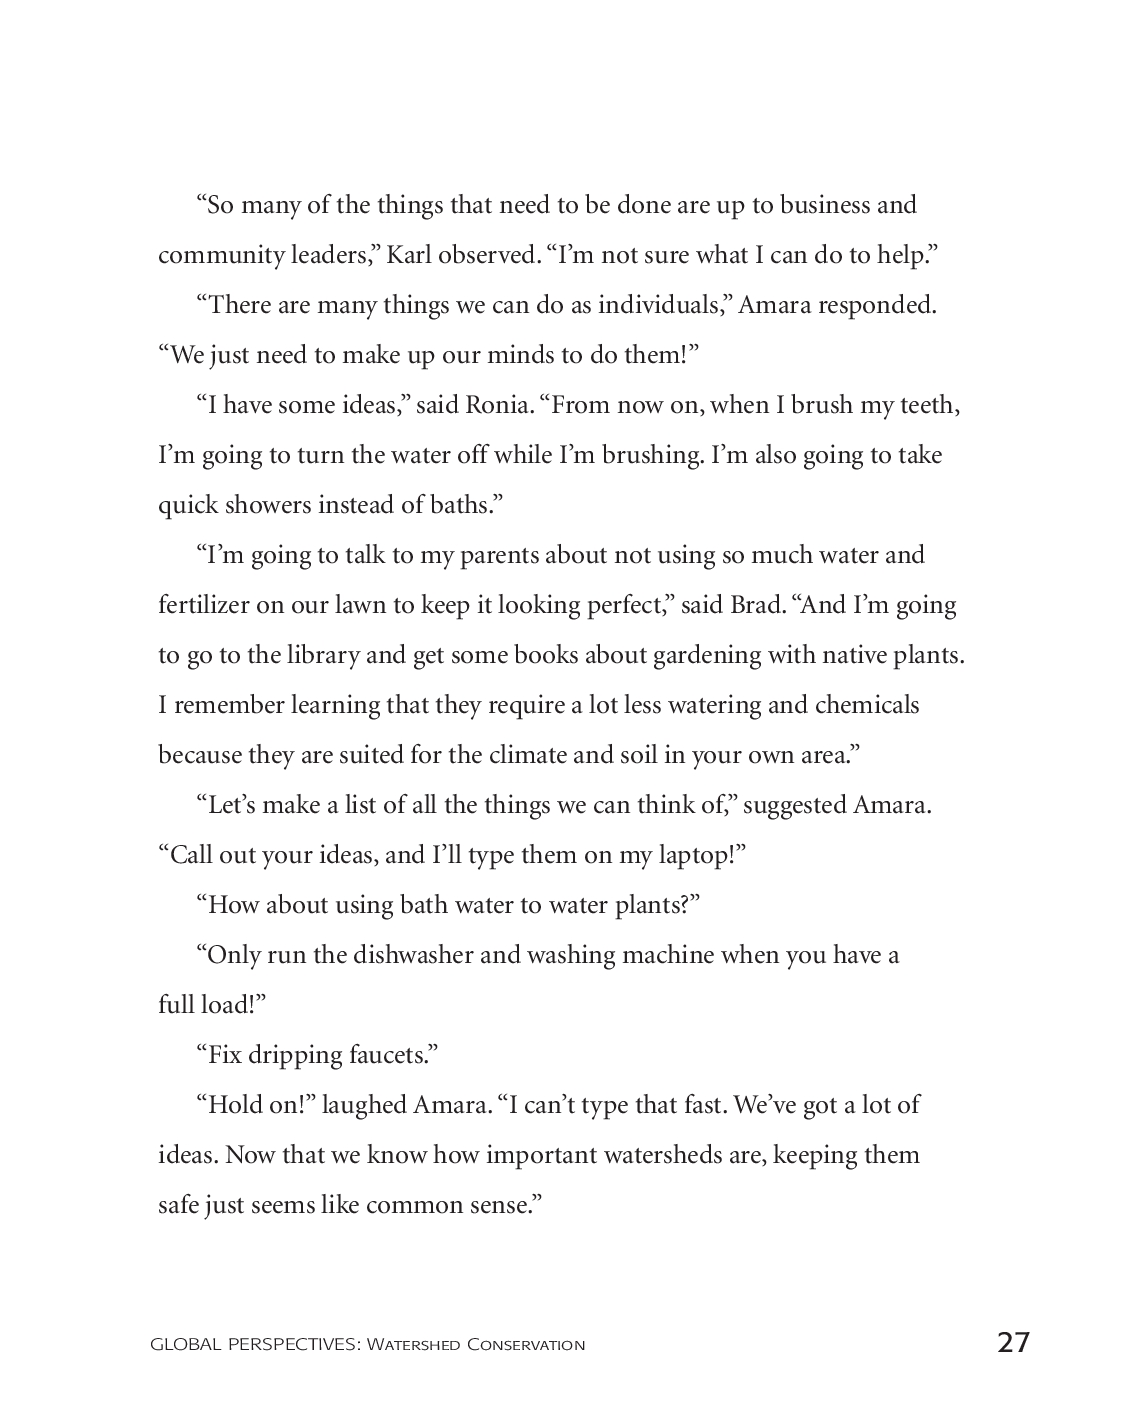 “So many of the things that need to be done are up to business and
community leaders,” Karl observed. “I’m not sure what I can do to help.”
“There are many things we can do as individuals,” Amara responded.
“We just need to make up our minds to do them!”
“I have some ideas,” said Ronia. “From now on, when I brush my teeth,
I’m going to turn the water off while I’m brushing. I’m also going to take
quick showers instead of baths.”
“I’m going to talk to my parents about not using so much water and
fertilizer on our lawn to keep it looking perfect,” said Brad. “And I’m going
to go to the library and get some books about gardening with native plants.
I remember learning that they require a lot less watering and chemicals
because they are suited for the climate and soil in your own area.”
“Let’s make a list of all the things we can think of,” suggested Amara.
“Call out your ideas, and I’ll type them on my laptop!”
“How about using bath water to water plants?”
“Only run the dishwasher and washing machine when you have a
full load!”
“Fix dripping faucets.”
“Hold on!” laughed Amara. “I can’t type that fast. We’ve got a lot of
ideas. Now that we know how important watersheds are, keeping them
safe just seems like common sense.”
GLOBAL PERSPECTIVES: Watershed Conservation
27